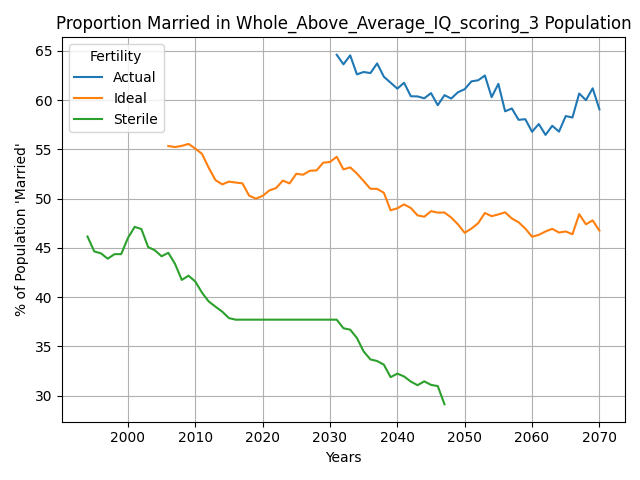 Proportion Married in Whole_Above_Average_IQ_scoring_3 Population
% of Population 'Married'
65
60
55
50
45
40
35
30
Fertility
Actual
Ideal
Sterile
2000 2010 2020 2030 2040 2050 2060 2070
Years